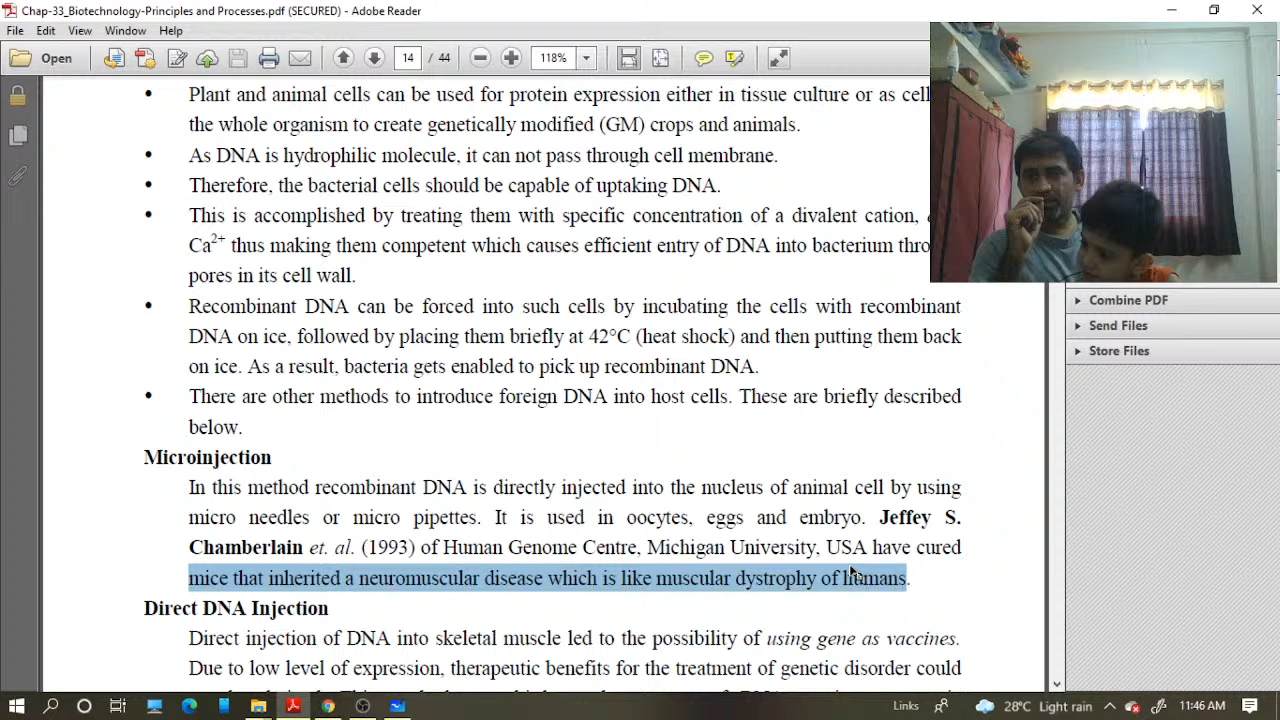 Chap-33_Biotechnology-Principles and Processes.pdf (SECURED) - Adobe Reader
File Edit View Window Help
Open 14 / 44 118%
• Plant and animal cells can be used for protein expression either in tissue culture or as cell
the whole organism to create genetically modified (GM) crops and animals.
• As DNA is hydrophilic molecule, it can not pass through cell membrane.
• Therefore, the bacterial cells should be capable of uptaking DNA.
• This is accomplished by treating them with specific concentration of a divalent cation,
Ca2+ thus making them competent which causes efficient entry of DNA into bacterium
pores in its cell wall.
• Recombinant DNA can be forced into such cells by incubating the cells with recombinant
DNA on ice, followed by placing them briefly at 42°C (heat shock) and then putting them back
on ice. As a result, bacteria gets enabled to pick up recombinant DNA.
• There are other methods to introduce foreign DNA into host cells. These are briefly described
below.
Microinjection
In this method recombinant DNA is directly injected into the nucleus of animal cell by using
micro needles or micro pipettes. It is used in oocytes, eggs and embryo. Jeffey S.
Chamberlain et. al. (1993) of Human Genome Centre, Michigan University, USA have cured
mice that inherited a neuromuscular disease which is like muscular dystrophy of humans.
Direct DNA Injection
Direct injection of DNA into skeletal muscle led to the possibility of using gene as vaccines.
Due to low level of expression, therapeutic benefits for the treatment of genetic disorder could
Combine PDF
Send Files
Store Files
Links 28°C Light rain 11:46 AM